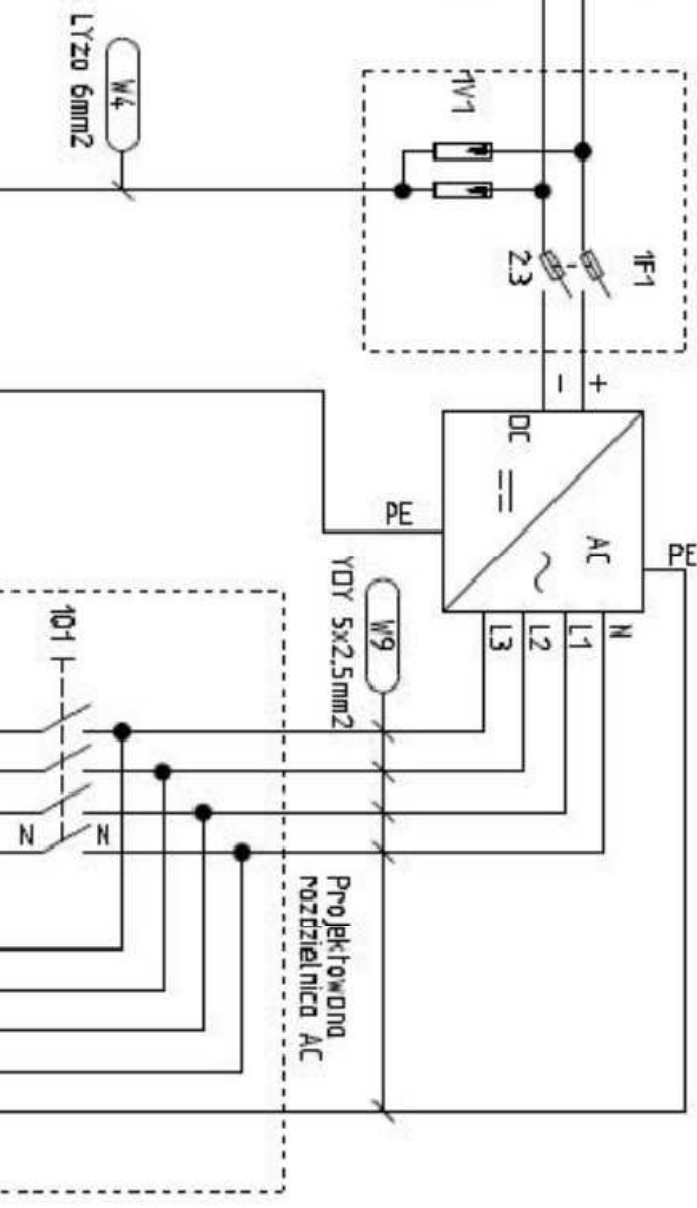 LYżo 6mm2
W4
1V1
1F1
2.3
-
+
DC
AC
PE
PE
YDY 5x2,5mm2
W9
L3
L2
L1
N
1Q1
N
N
Projektowana
rozdzielnica AC